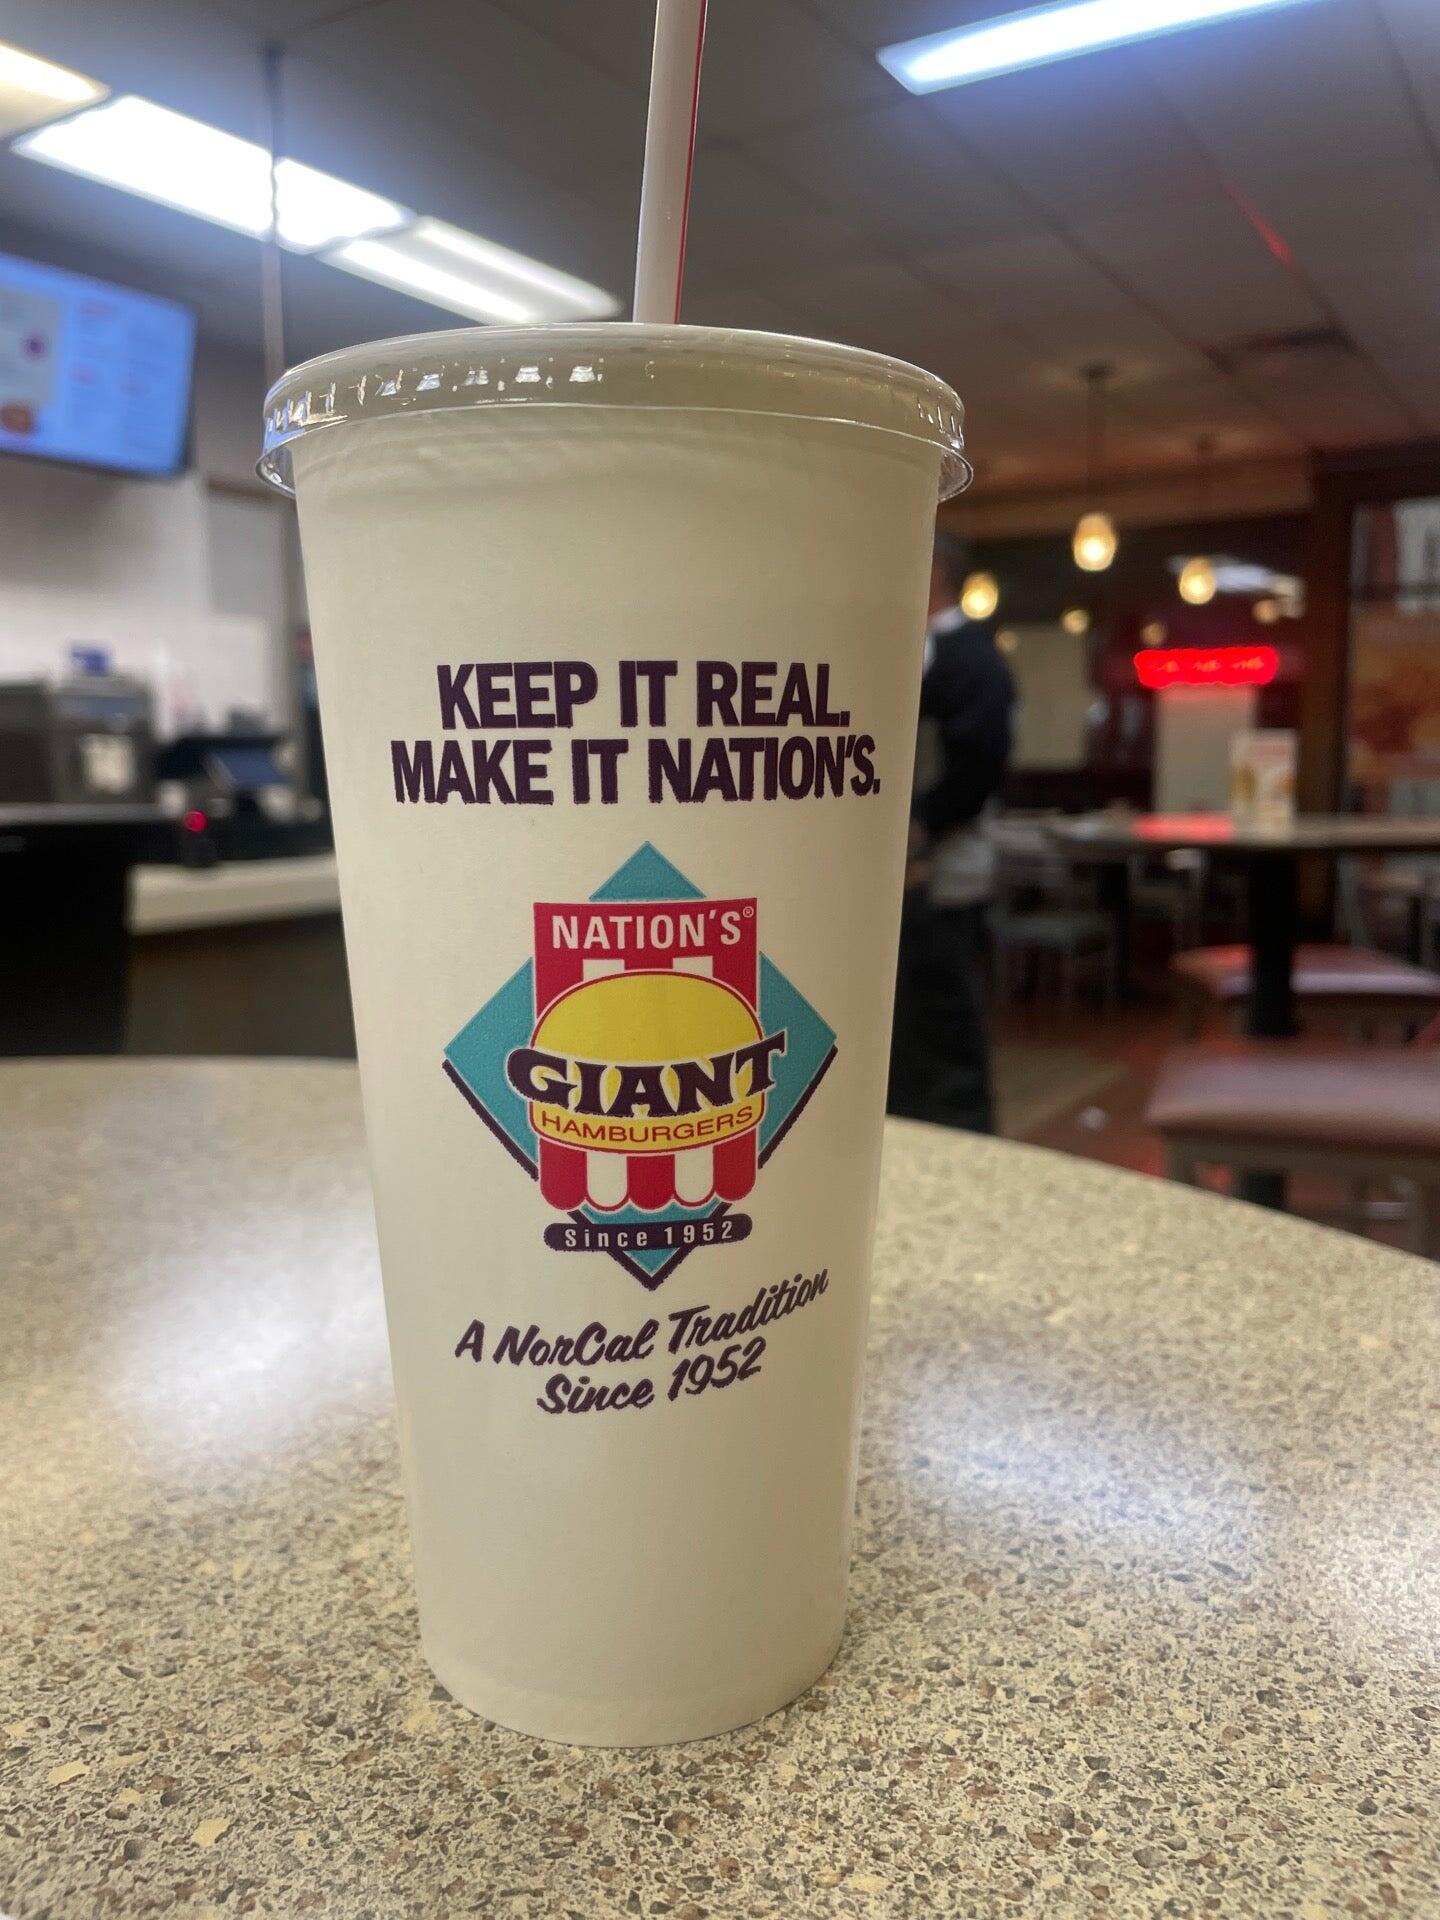 KEEP IT REAL.
MAKE IT NATION'S.
NATION'S®
GIANT
HAMBURGERS
Since 1952
A NorCal Tradition
Since 1952